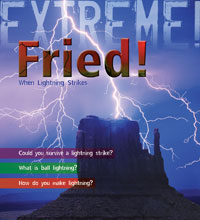 EXTREME!
Fried!
When Lightning Strikes
Could you survive a lightning strike?
What is ball lightning?
How do you make lightning?